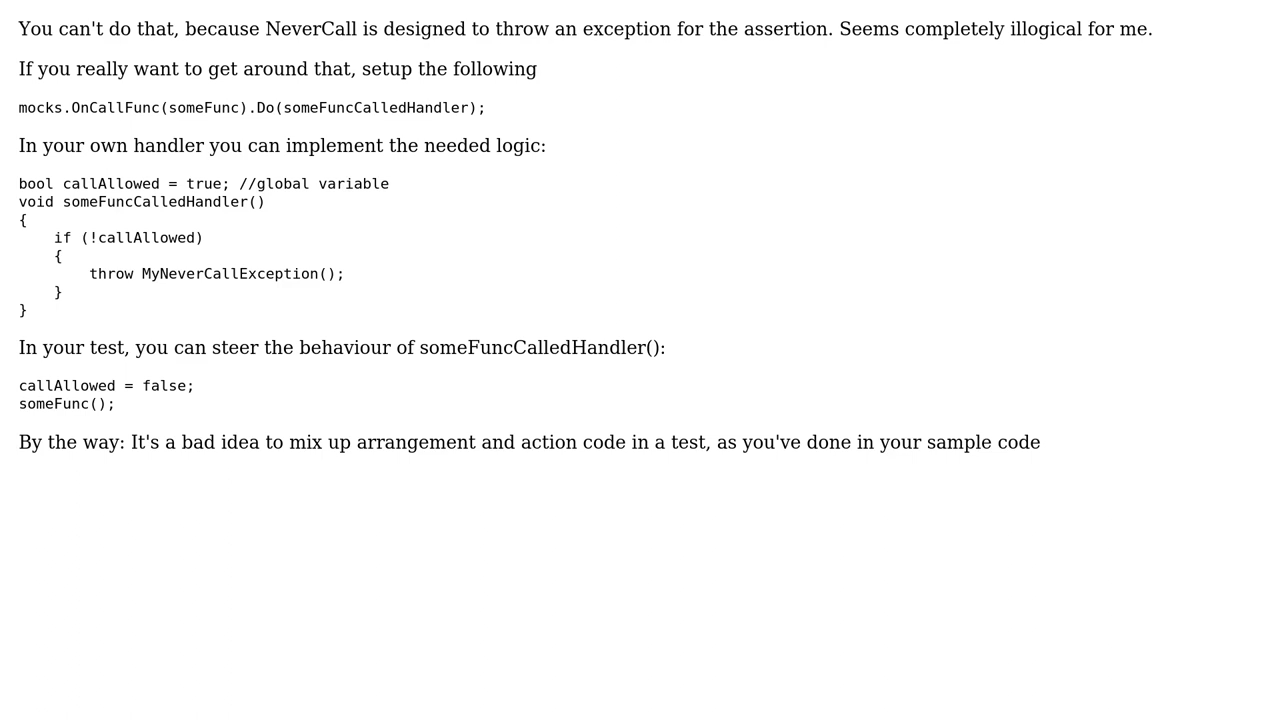 You can't do that, because NeverCall is designed to throw an exception for the assertion. Seems completely illogical for me.
If you really want to get around that, setup the following
mocks.OnCallFunc(someFunc).Do(someFuncCalledHandler);
In your own handler you can implement the needed logic:
bool callAllowed = true; //global variable
void someFuncCalledHandler()
{
    if (!callAllowed)
    {
        throw MyNeverCallException();
    }
}
In your test, you can steer the behaviour of someFuncCalledHandler():
callAllowed = false;
someFunc();
By the way: It's a bad idea to mix up arrangement and action code in a test, as you've done in your sample code